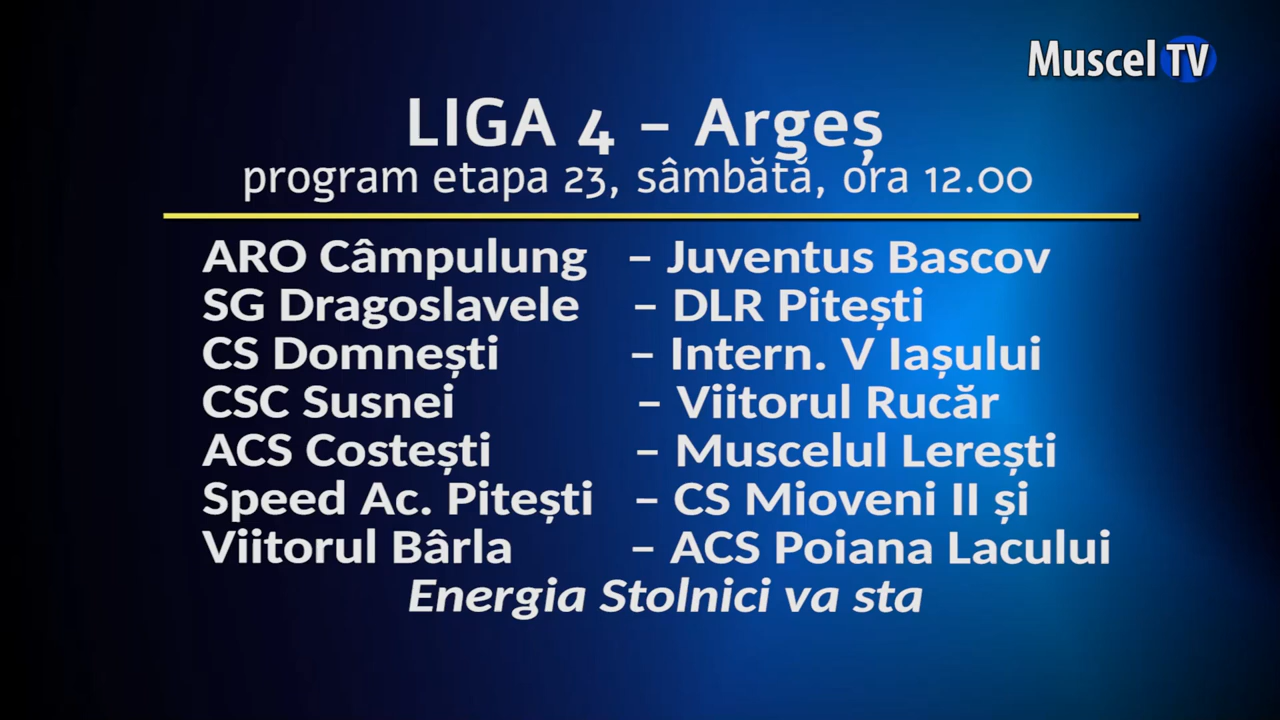 Muscel TV
LIGA 4 – Argeș
program etapa 23, sâmbătă, ora 12.00
ARO Câmpulung – Juventus Bascov
SG Dragoslavele – DLR Pitești
CS Domnești – Intern. V Iașului
CSC Susnei – Viitorul Rucăr
ACS Costești – Muscelul Lerești
Speed Ac. Pitești – CS Mioveni II și
Viitorul Bârla – ACS Poiana Lacului
Energia Stolnici va sta